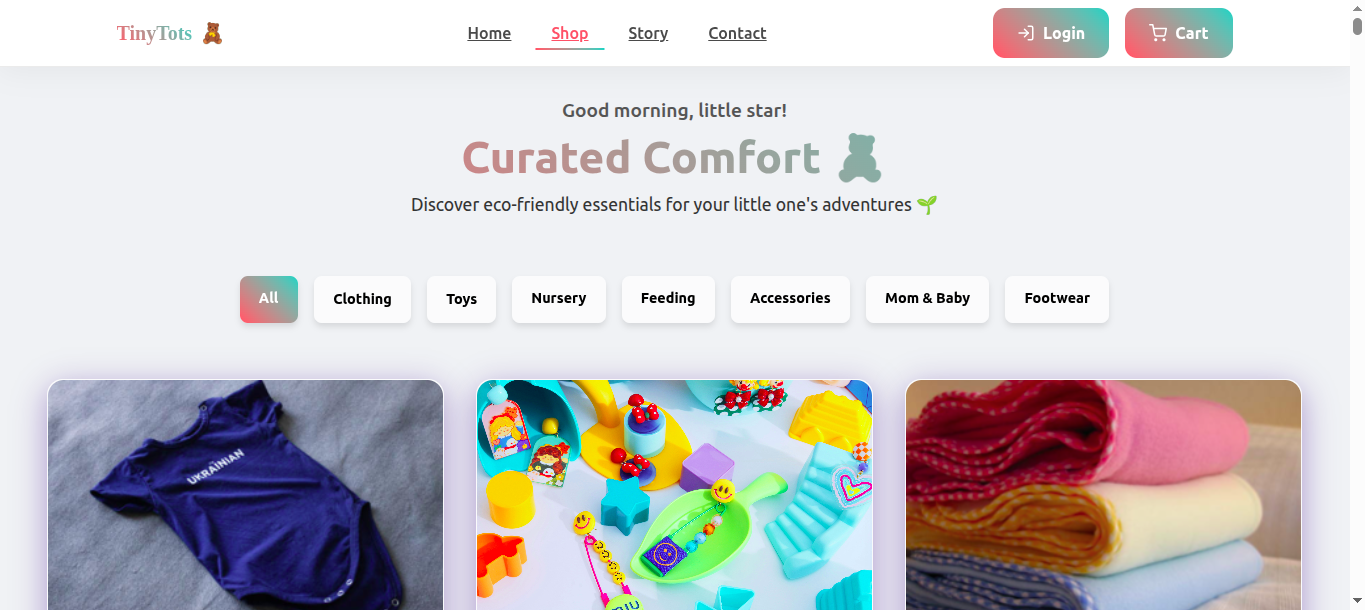 TinyTots 🧸
Home
Shop
Story
Contact
Login
Cart
Good morning, little star!
Curated Comfort 🧸
Discover eco-friendly essentials for your little one's adventures 🌱
All
Clothing
Toys
Nursery
Feeding
Accessories
Mom & Baby
Footwear
UKRAINIAN